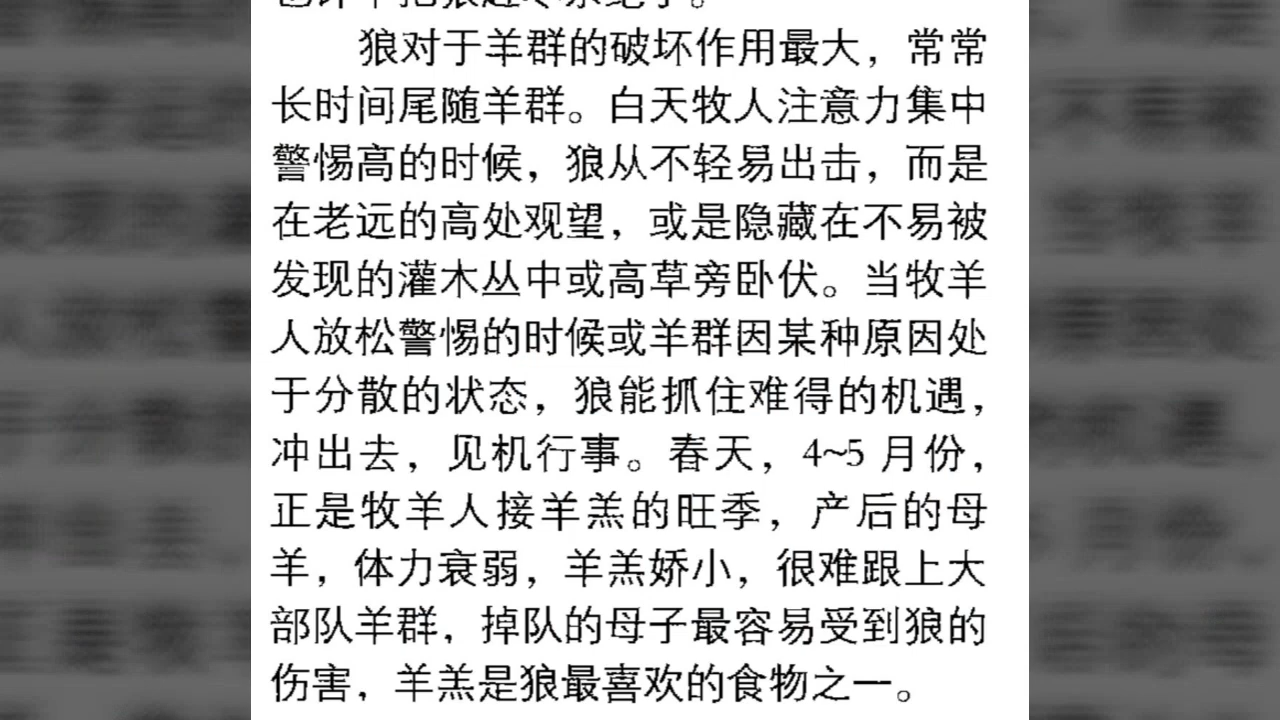 狼对于羊群的破坏作用最大，常常
长时间尾随羊群。白天牧人注意力集中
警惕高的时候，狼从不轻易出击，而是
在老远的高处观望，或是隐藏在不易被
发现的灌木丛中或高草旁卧伏。当牧羊
人放松警惕的时候或羊群因某种原因处
于分散的状态，狼能抓住难得的机遇，
冲出去，见机行事。春天，4~5 月份，
正是牧羊人接羊羔的旺季，产后的母
羊，体力衰弱，羊羔娇小，很难跟上大
部队羊群，掉队的母子最容易受到狼的
伤害，羊羔是狼最喜欢的食物之一。